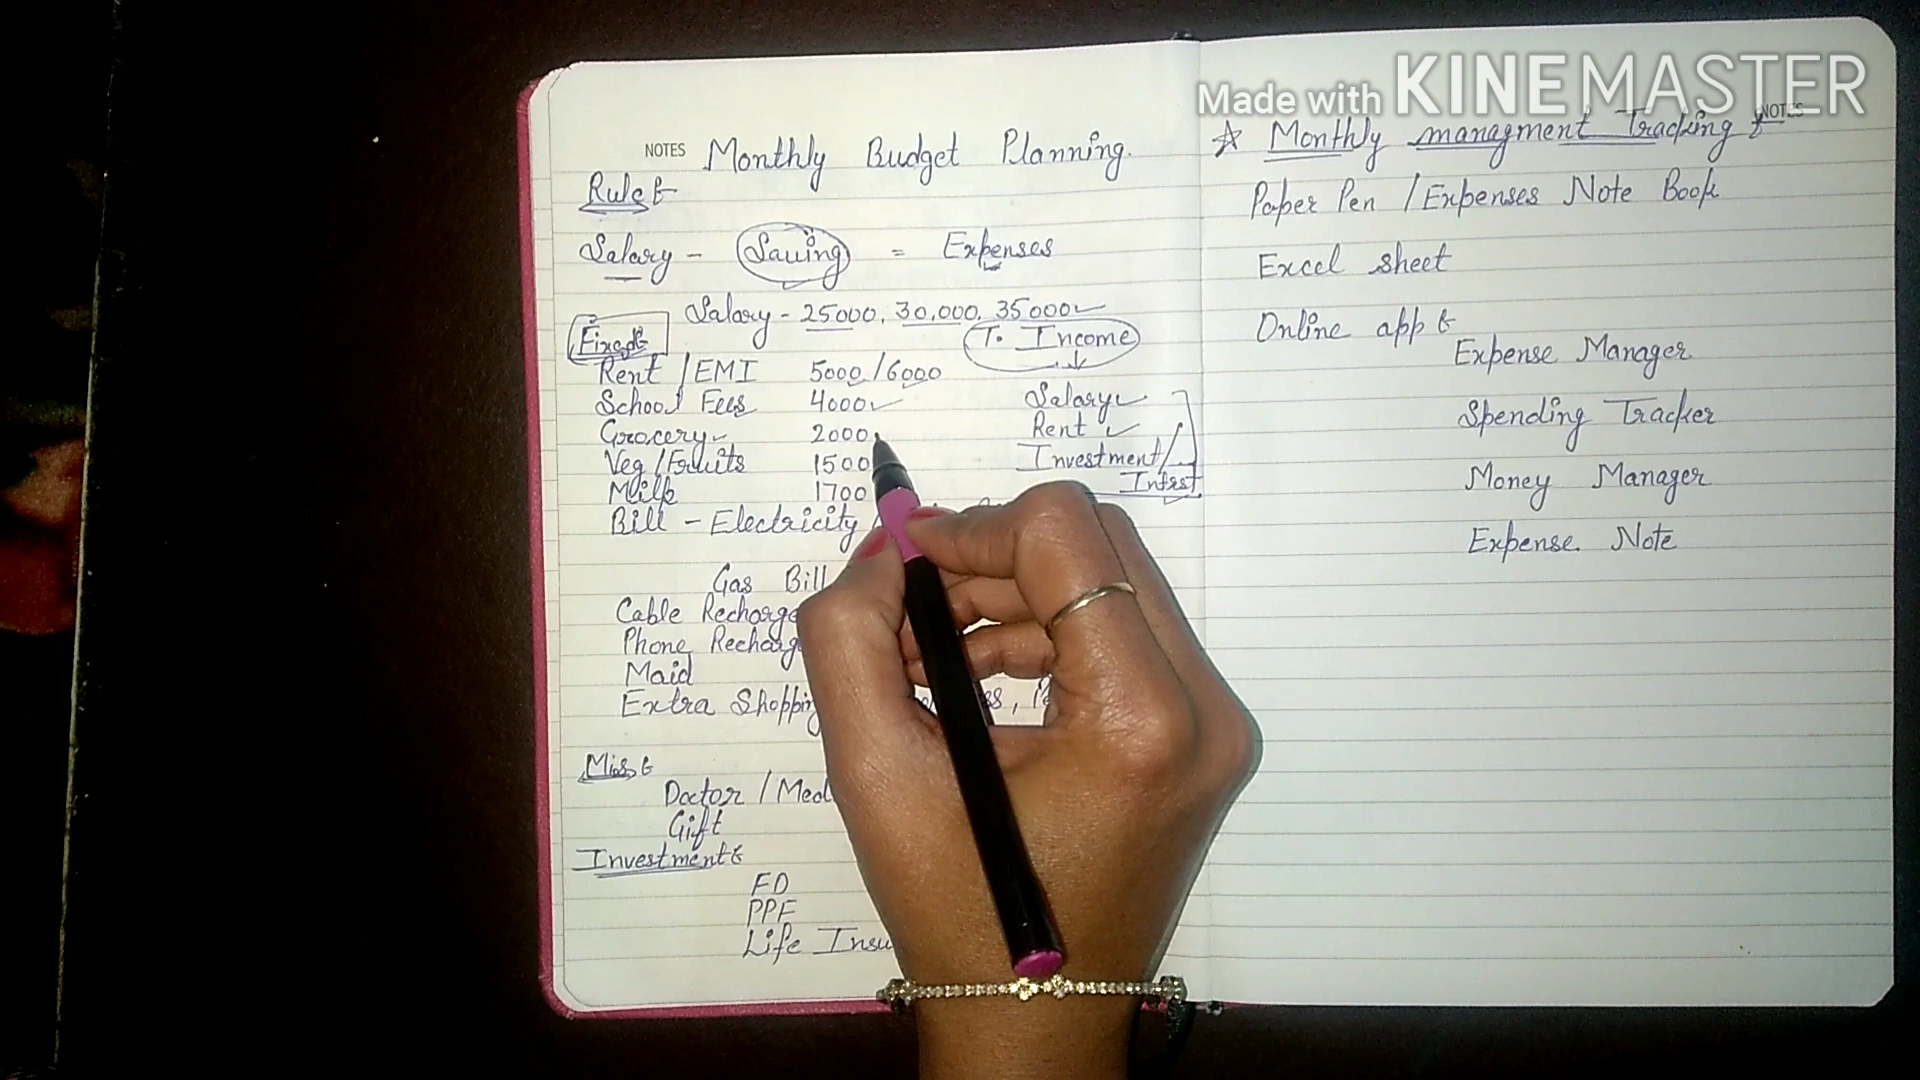 Made with KINEMASTER
NOTES
Monthly Budget Planning.
Rule
Salary - Saving = Expenses
Salary - 25000, 30,000, 35000
Fixed
T. Income
Rent / EMI 5000/6000
School Fees 4000
Grocery 2000
Veg/Fruits 1500
Milk 1700
Bill - Electricity /
Gas Bill
Cable Recharge
Phone Recharge
Maid
Extra Shopping
Salary
Rent
Investment/
Intrst
Mis
Doctor / Med
Gift
Investment
FD
PPF
Life Insu
NOTES
Monthly managment Tracking
Paper Pen / Expenses Note Book
Excel sheet
Online app
Expense Manager
Spending Tracker
Money Manager
Expense Note